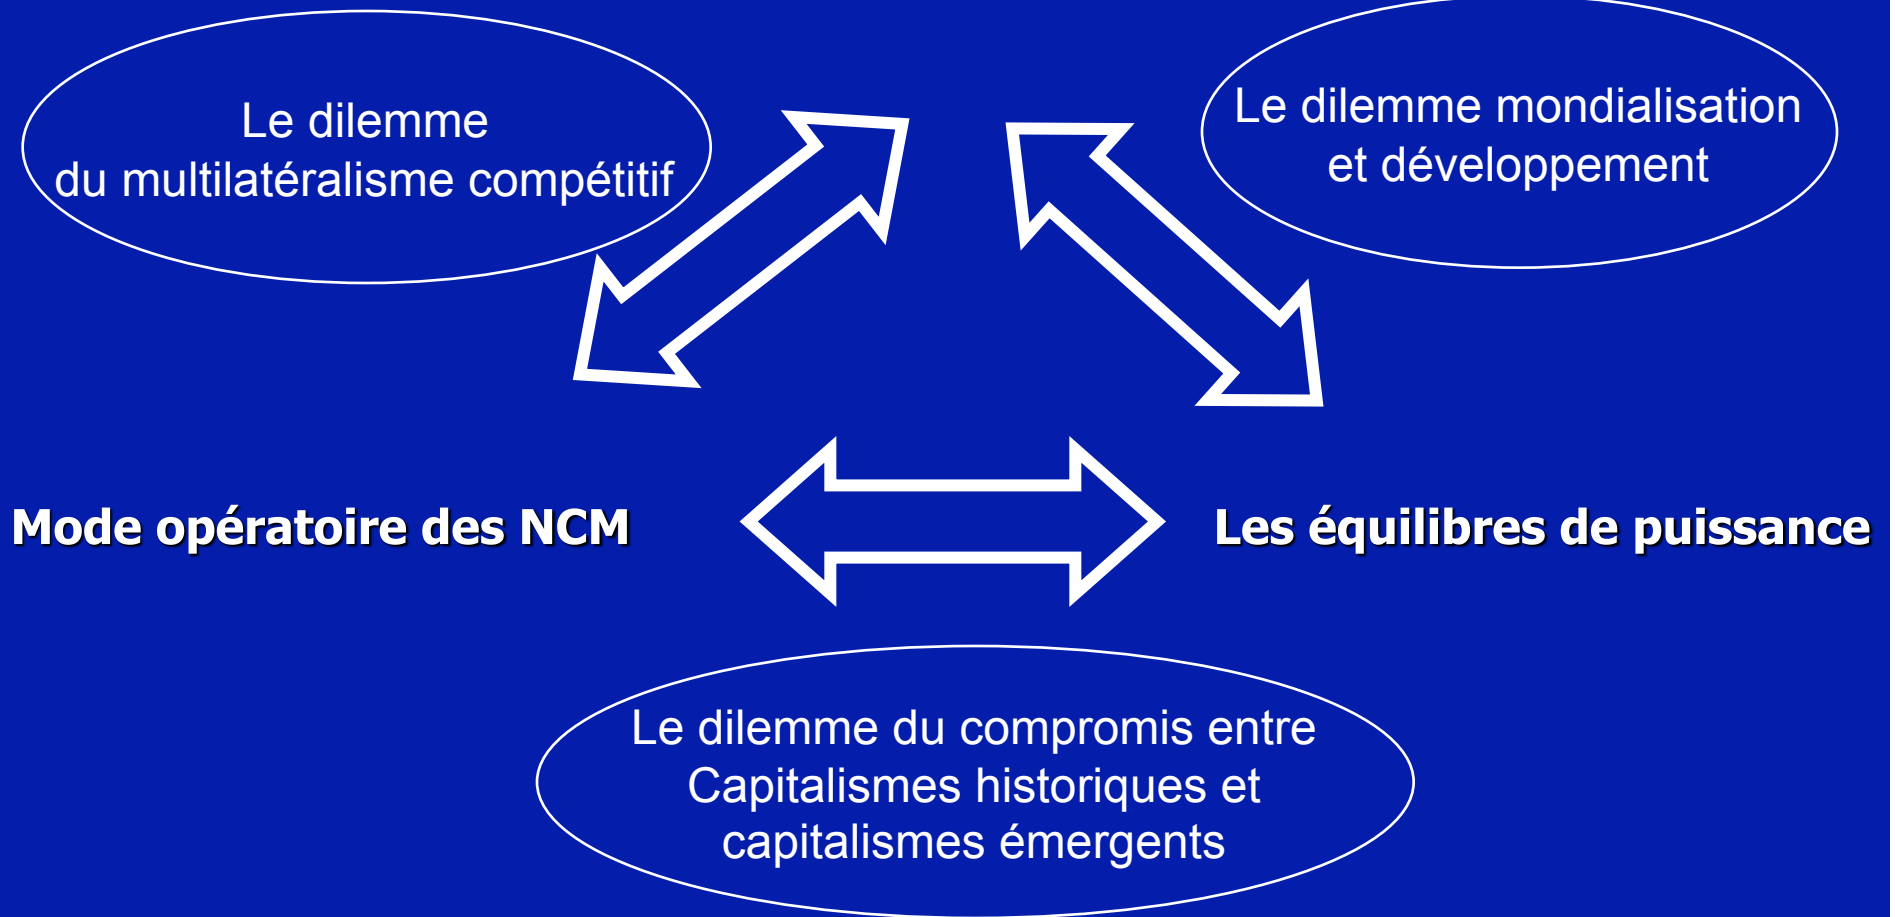 Le dilemme
du multilatéralisme compétitif
Le dilemme mondialisation
et développement
Mode opératoire des NCM
Les équilibres de puissance
Le dilemme du compromis entre
Capitalismes historiques et
capitalismes émergents